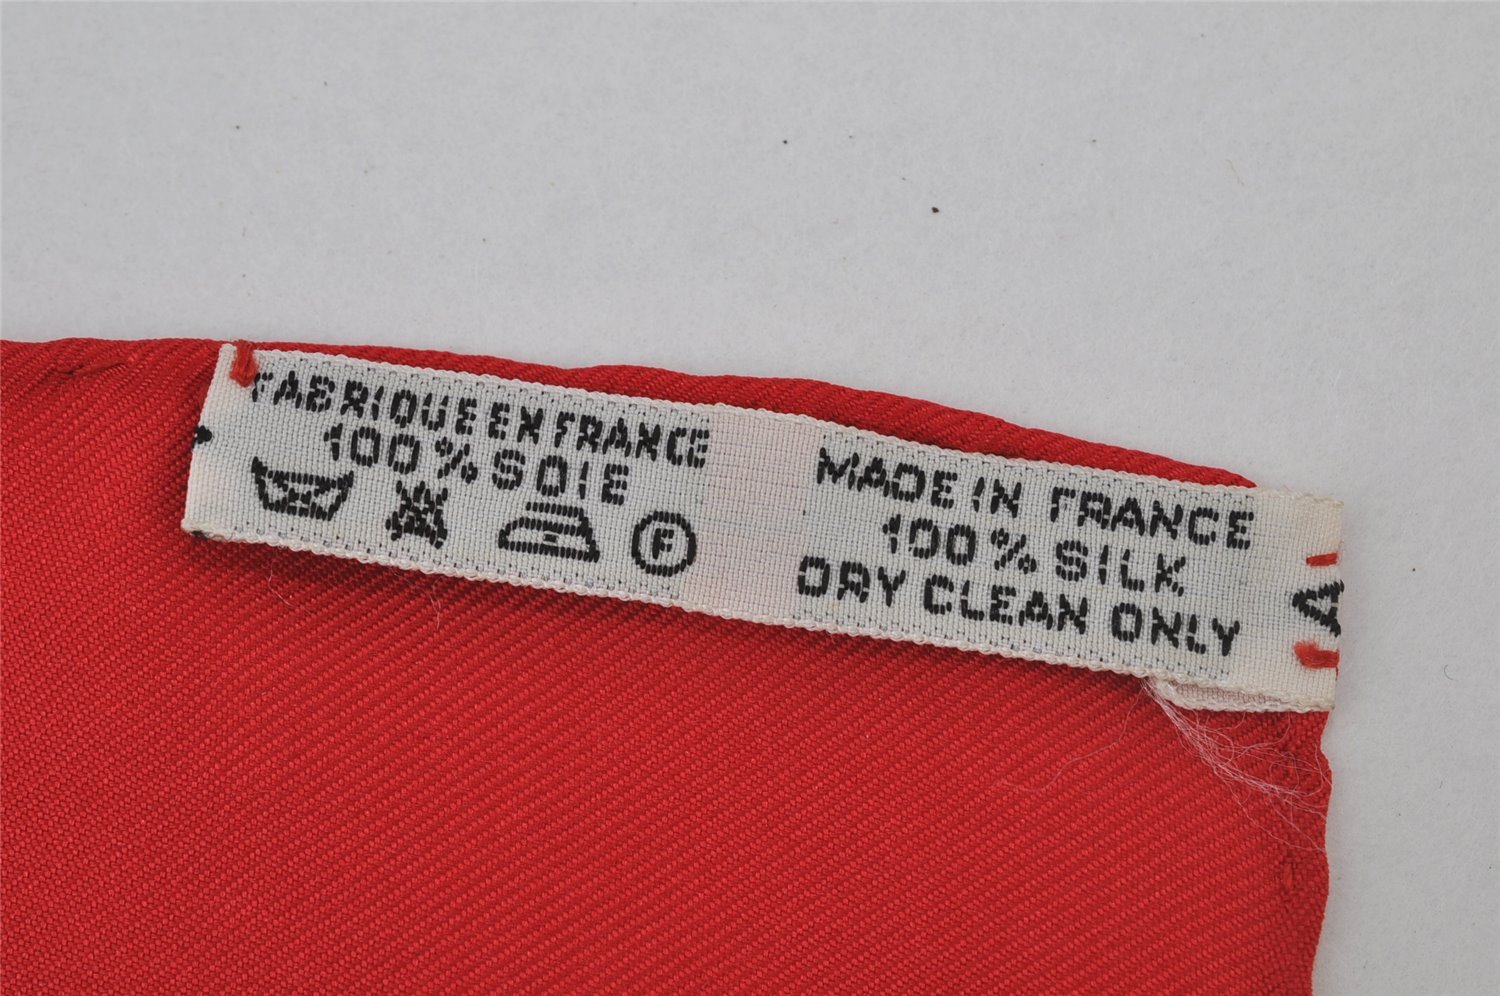 FABRIQUE EN FRANCE
100% SOIE
F
MADE IN FRANCE
100% SILK
DRY CLEAN ONLY
A